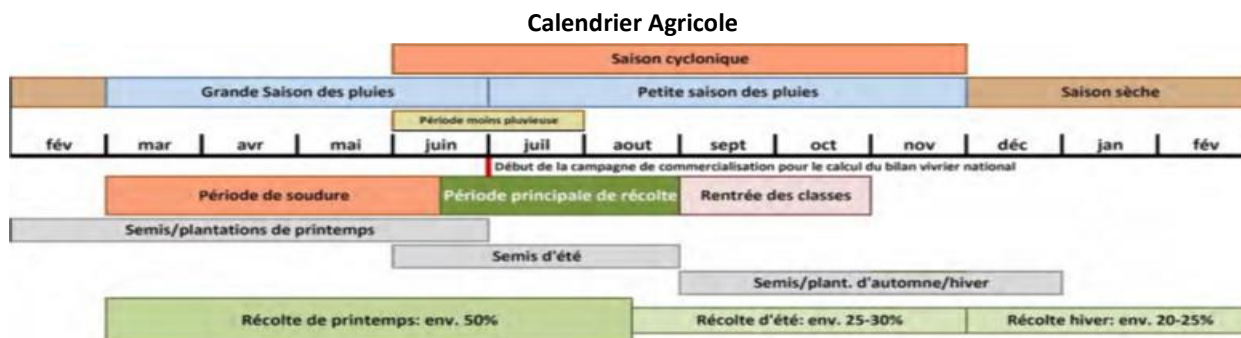 Calendrier Agricole
Saison cyclonique
Grande Saison des pluies
Petite saison des pluies
Saison sèche
Période moins pluvieuse
fév mar avr mai juin juil aout sept oct nov déc jan fév
Début de la campagne de commercialisation pour le calcul du bilan vivrier national
Période de soudure
Période principale de récolte
Rentrée des classes
Semis/plantations de printemps
Semis d'été
Semis/plant. d'automne/hiver
Récolte de printemps: env. 50%
Récolte d'été: env. 25-30%
Récolte hiver: env. 20-25%